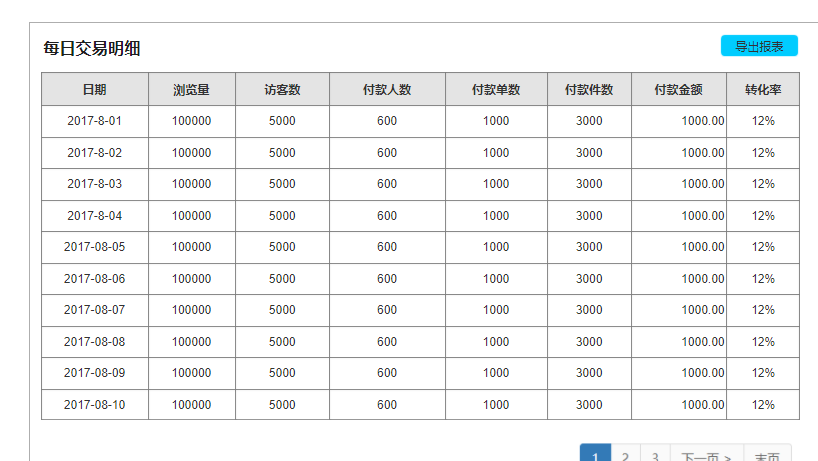 每日交易明细 导出报表
日期 浏览量 访客数 付款人数 付款单数 付款件数 付款金额 转化率
2017-8-01 100000 5000 600 1000 3000 1000.00 12%
2017-8-02 100000 5000 600 1000 3000 1000.00 12%
2017-8-03 100000 5000 600 1000 3000 1000.00 12%
2017-8-04 100000 5000 600 1000 3000 1000.00 12%
2017-08-05 100000 5000 600 1000 3000 1000.00 12%
2017-08-06 100000 5000 600 1000 3000 1000.00 12%
2017-08-07 100000 5000 600 1000 3000 1000.00 12%
2017-08-08 100000 5000 600 1000 3000 1000.00 12%
2017-08-09 100000 5000 600 1000 3000 1000.00 12%
2017-08-10 100000 5000 600 1000 3000 1000.00 12%
1 2 3 下一页 > 末页